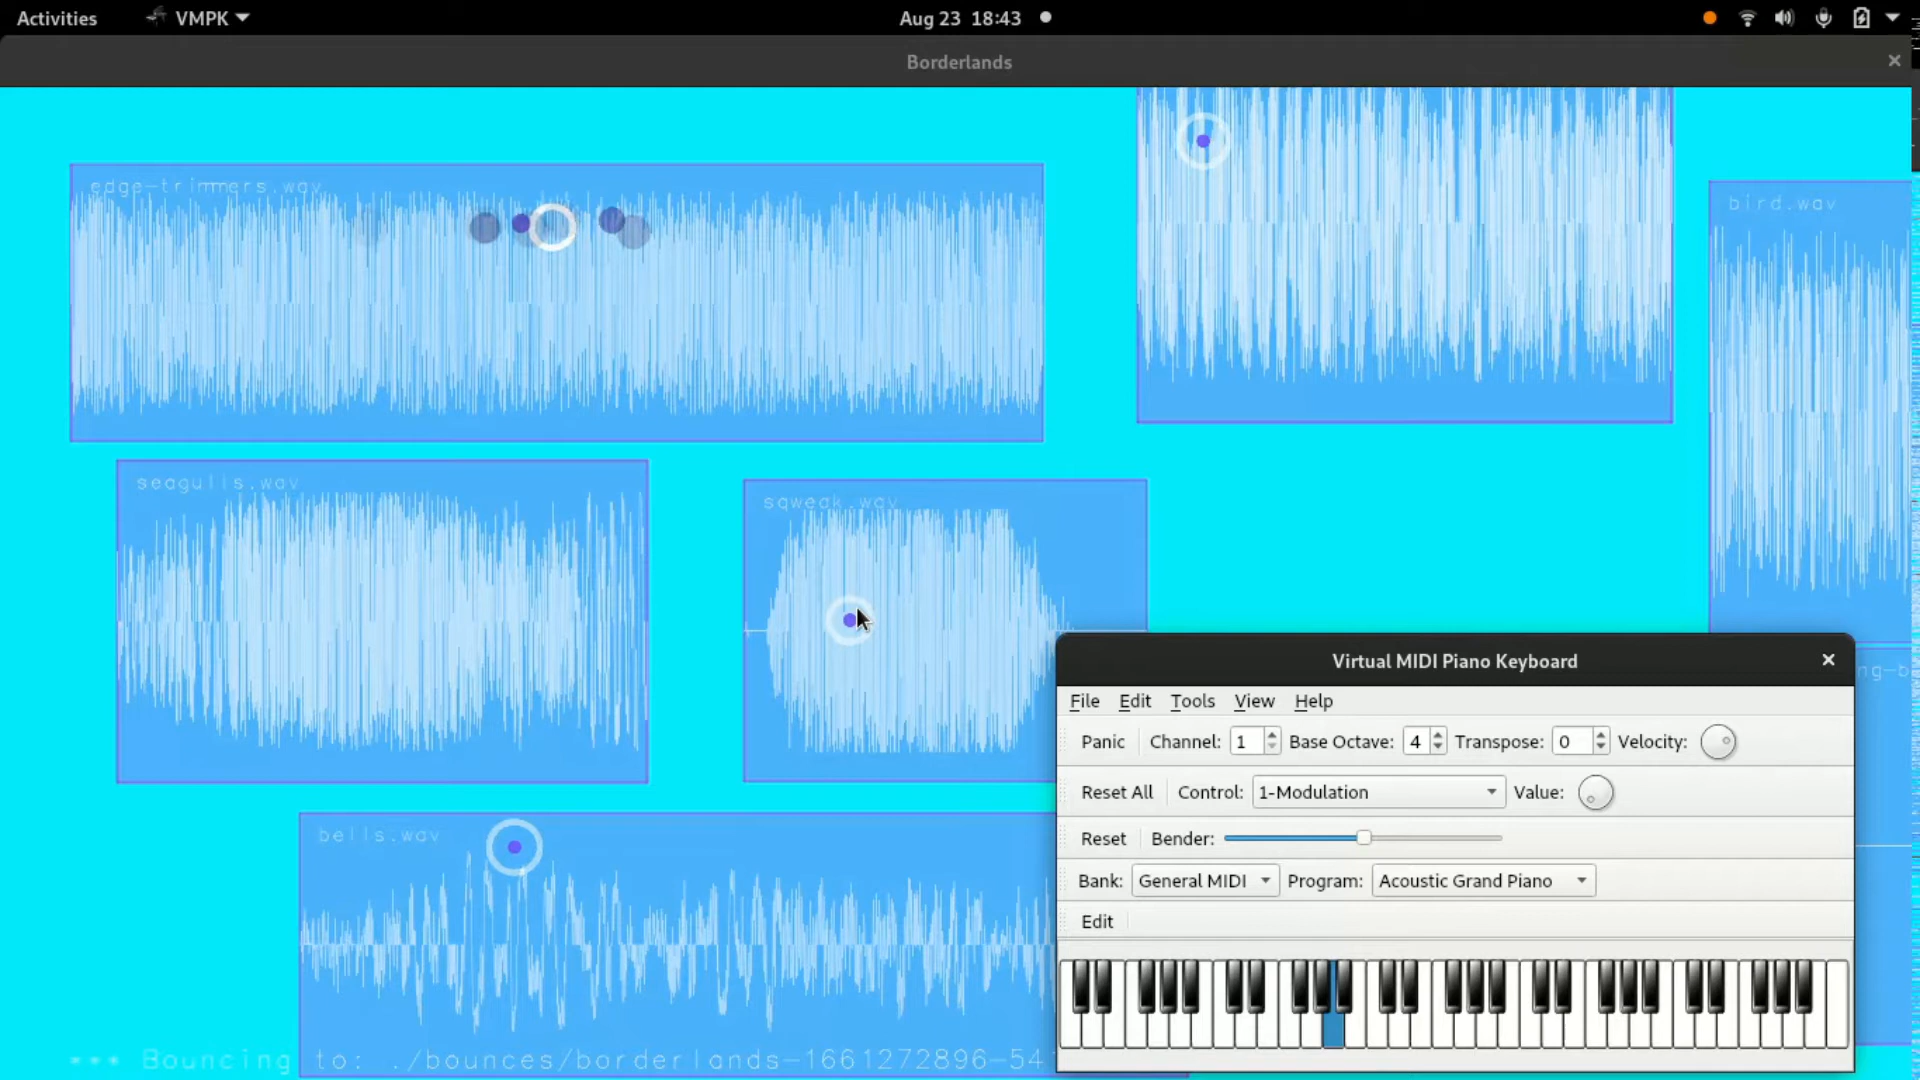 Activities VMPK Aug 23 18:43
Borderlands
edge-trimmers.wav
bird.wav
seagulls.wav
sqweak.wav
bells.wav
*** Bouncing to: ./bounces/borderlands-1661272896-54
Virtual MIDI Piano Keyboard
File Edit Tools View Help
Panic Channel: 1 Base Octave: 4 Transpose: 0 Velocity:
Reset All Control: 1-Modulation Value:
Reset Bender:
Bank: General MIDI Program: Acoustic Grand Piano
Edit